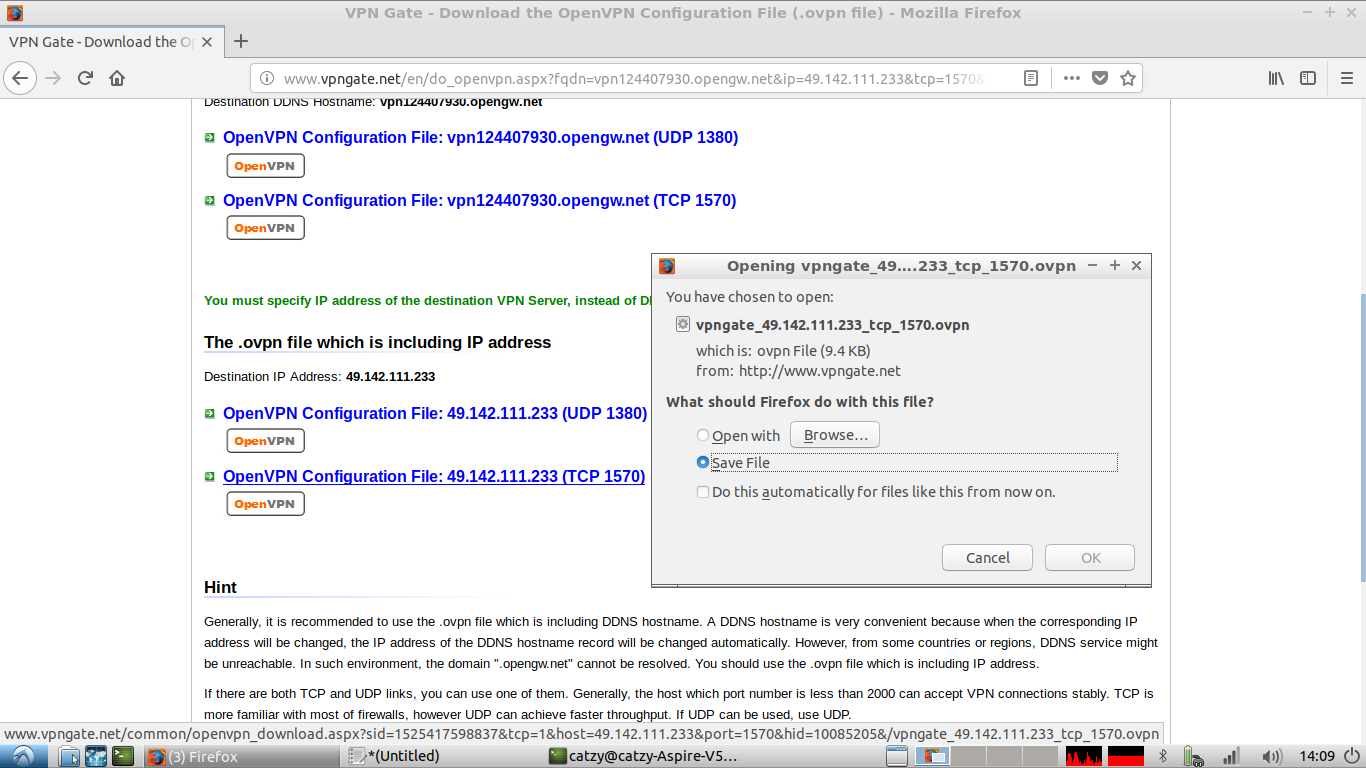 VPN Gate - Download the OpenVPN Configuration File (.ovpn file) - Mozilla Firefox
VPN Gate - Download the Op
www.vpngate.net/en/do_openvpn.aspx?fqdn=vpn124407930.opengw.net&ip=49.142.111.233&tcp=1570&
Destination DDNS Hostname: vpn124407930.opengw.net
OpenVPN Configuration File: vpn124407930.opengw.net (UDP 1380)
OpenVPN
OpenVPN Configuration File: vpn124407930.opengw.net (TCP 1570)
OpenVPN
You must specify IP address of the destination VPN Server, instead of D
The .ovpn file which is including IP address
Destination IP Address: 49.142.111.233
OpenVPN Configuration File: 49.142.111.233 (UDP 1380)
OpenVPN
OpenVPN Configuration File: 49.142.111.233 (TCP 1570)
OpenVPN
Opening vpngate_49....233_tcp_1570.ovpn
You have chosen to open:
vpngate_49.142.111.233_tcp_1570.ovpn
which is: ovpn File (9.4 KB)
from: http://www.vpngate.net
What should Firefox do with this file?
Open with
Browse...
Save File
Do this automatically for files like this from now on.
Cancel
OK
Hint
Generally, it is recommended to use the .ovpn file which is including DDNS hostname. A DDNS hostname is very convenient because when the corresponding IP
address will be changed, the IP address of the DDNS hostname record will be changed automatically. However, from some countries or regions, DDNS service might
be unreachable. In such environment, the domain ".opengw.net" cannot be resolved. You should use the .ovpn file which is including IP address.
If there are both TCP and UDP links, you can use one of them. Generally, the host which port number is less than 2000 can accept VPN connections stably. TCP is
more familiar with most of firewalls, however UDP can achieve faster throughput. If UDP can be used, use UDP.
www.vpngate.net/common/openvpn_download.aspx?sid=1525417598837&tcp=1&host=49.142.111.233&port=1570&hid=10085205&/vpngate_49.142.111.233_tcp_1570.ovpn
(3) Firefox
*(Untitled)
catzy@catzy-Aspire-V5...
14:09